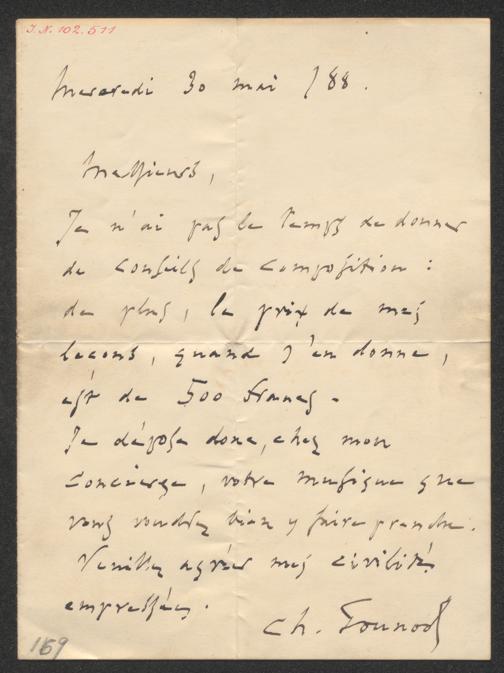 I.N. 102.511
Mercredi 30 mai /88.
Messieurs,
Je n'ai pas le temps de donner
de conseils de composition :
de plus, le prix de mes
lecons, quand j'en donne,
est de 500 francs.
Je dépose donc, chez mon
concierge, votre musique que
vous voudrez bien y faire prendre.
Veuillez agréer mes civilités
empressées.
Ch. Gounod
169